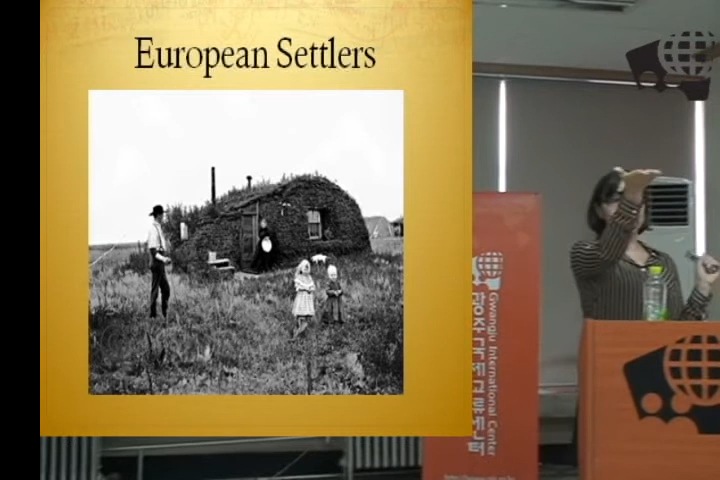 European Settlers
Gwangju International Center
광주국제교류센터